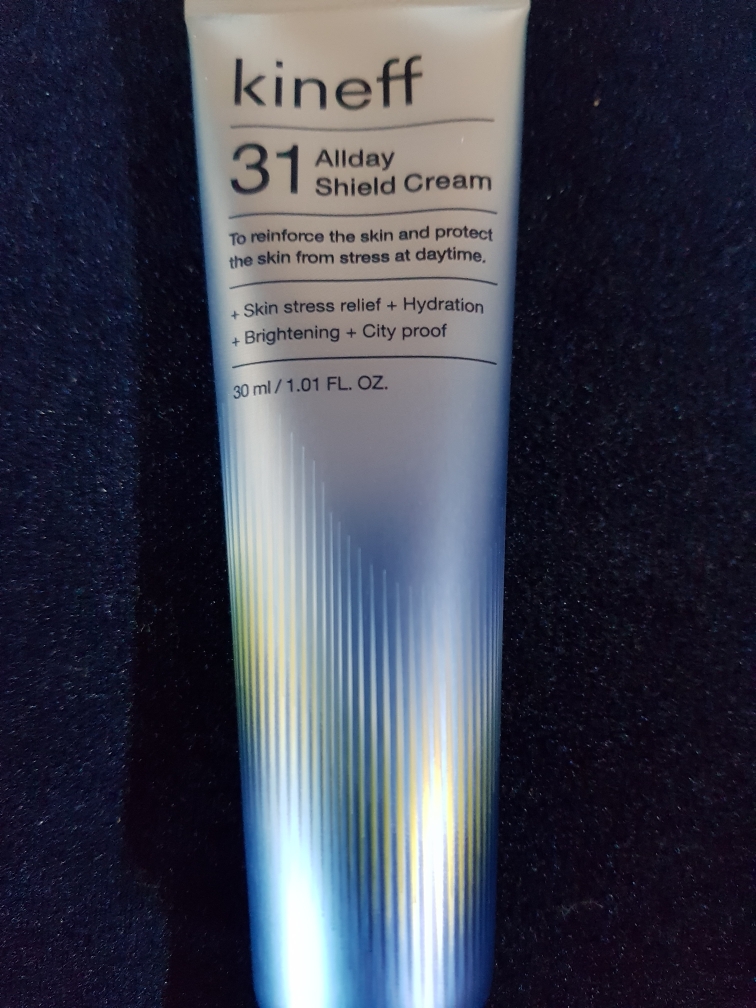 kineff
31 Allday
Shield Cream
To reinforce the skin and protect
the skin from stress at daytime.
+ Skin stress relief + Hydration
+ Brightening + City proof
30 ml / 1.01 FL. OZ.